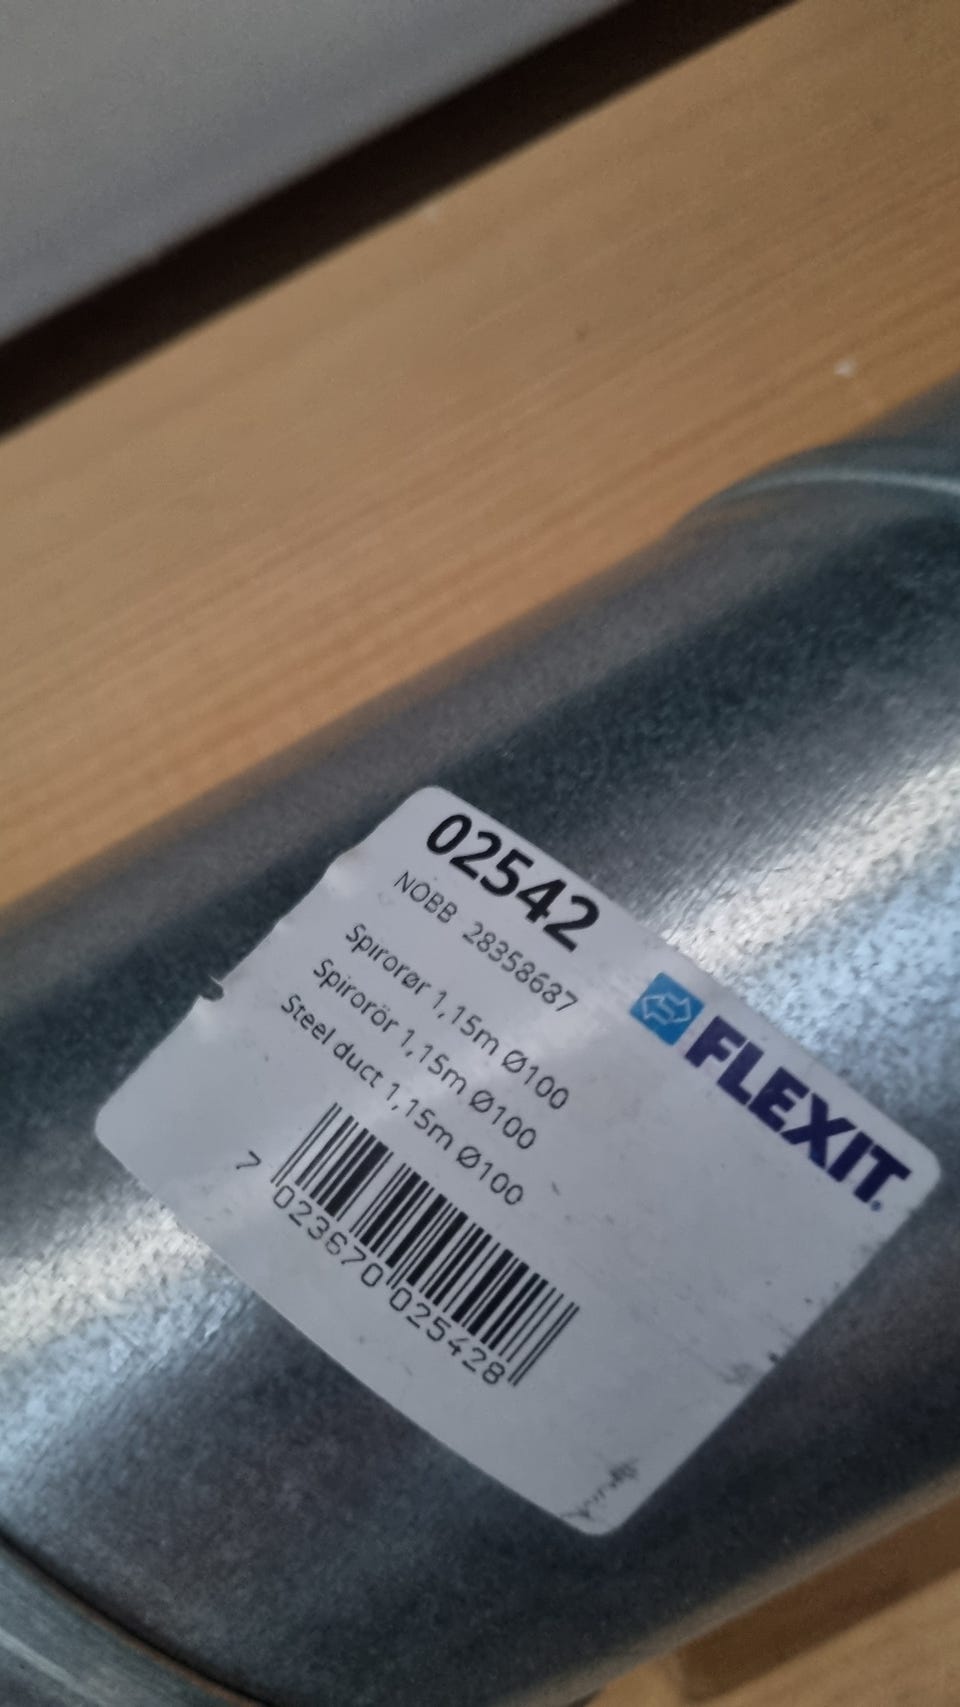 02542
NOBB 28358687
Spirorør 1,15m Ø100
Spirorör 1,15m Ø100
Steel duct 1,15m Ø100
FLEXIT.
7 023670 025428